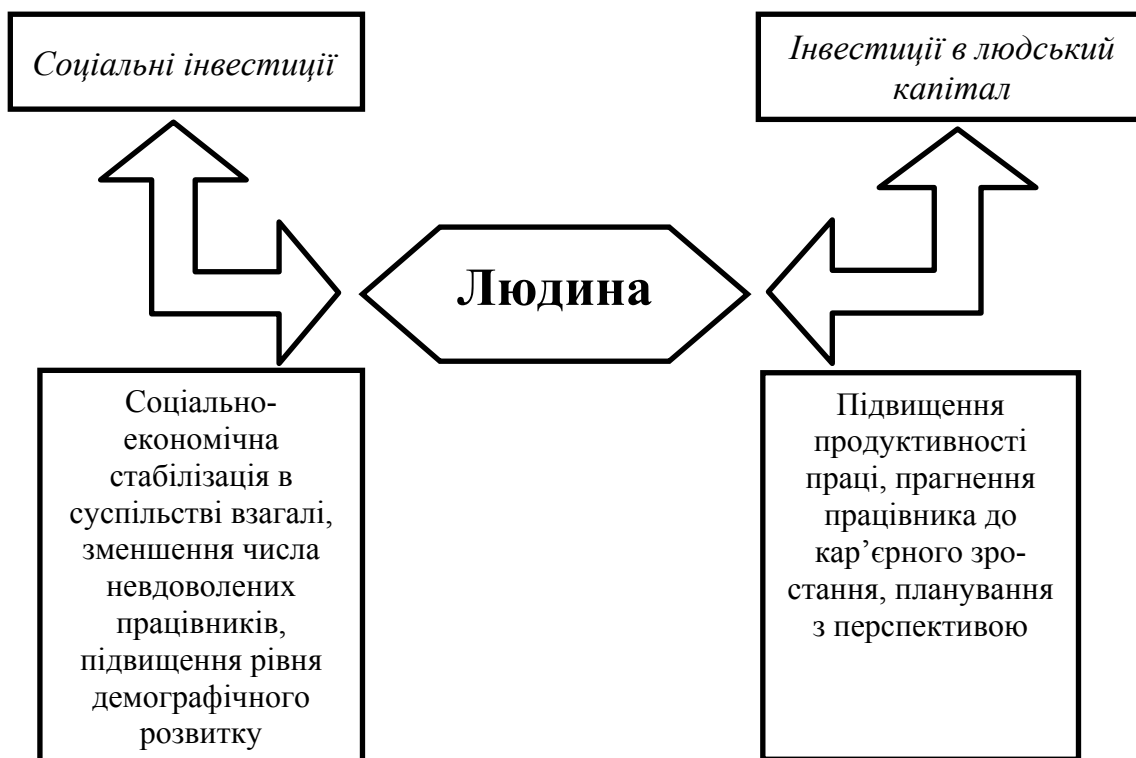 Соціальні інвестиції
Інвестиції в людський
капітал
Людина
Соціально-
економічна
стабілізація в
суспільстві взагалі,
зменшення числа
невдоволених
працівників,
підвищення рівня
демографічного
розвитку
Підвищення
продуктивності
праці, прагнення
працівника до
кар’єрного зро-
стання, планування
з перспективою